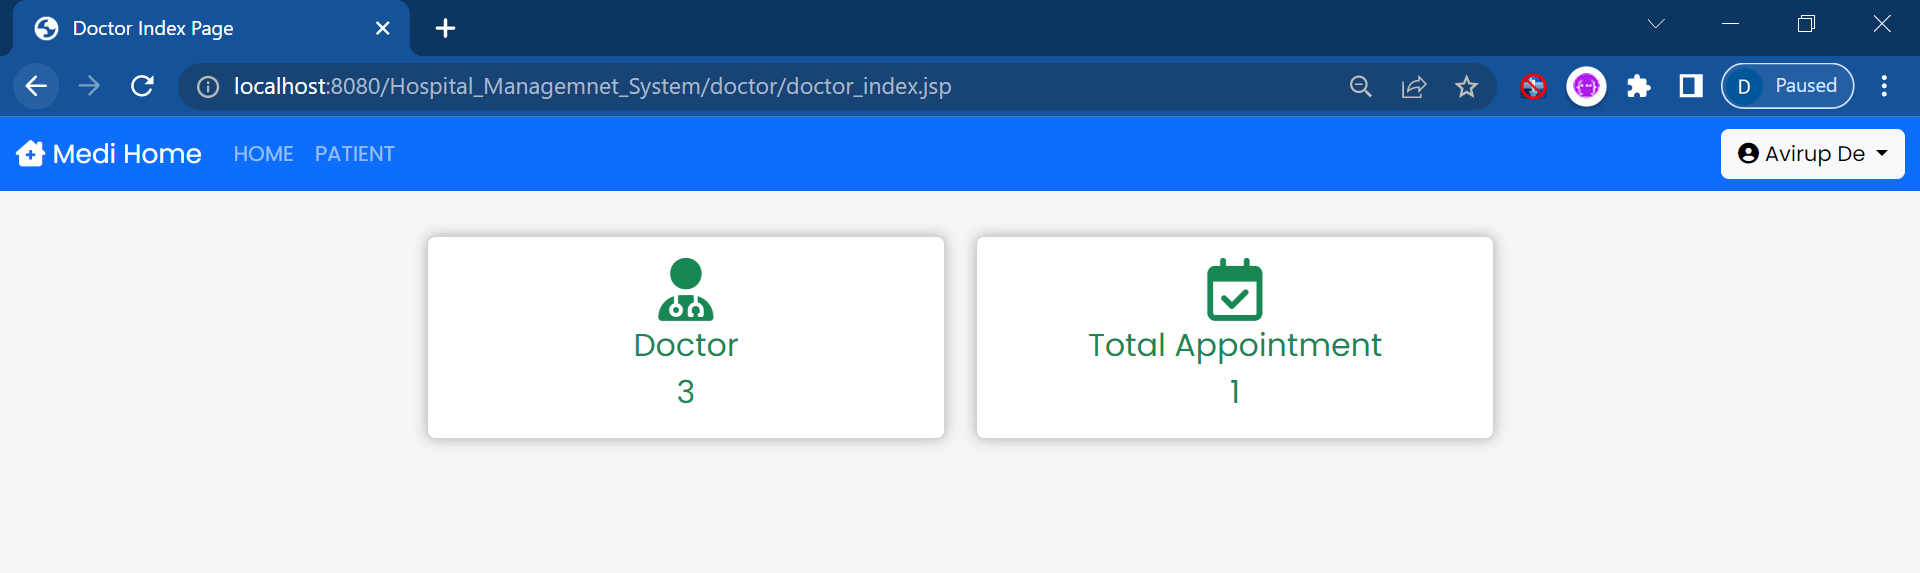 Doctor Index Page
localhost:8080/Hospital_Managemnet_System/doctor/doctor_index.jsp
D Paused
Medi Home HOME PATIENT Avirup De
Doctor
3
Total Appointment
1